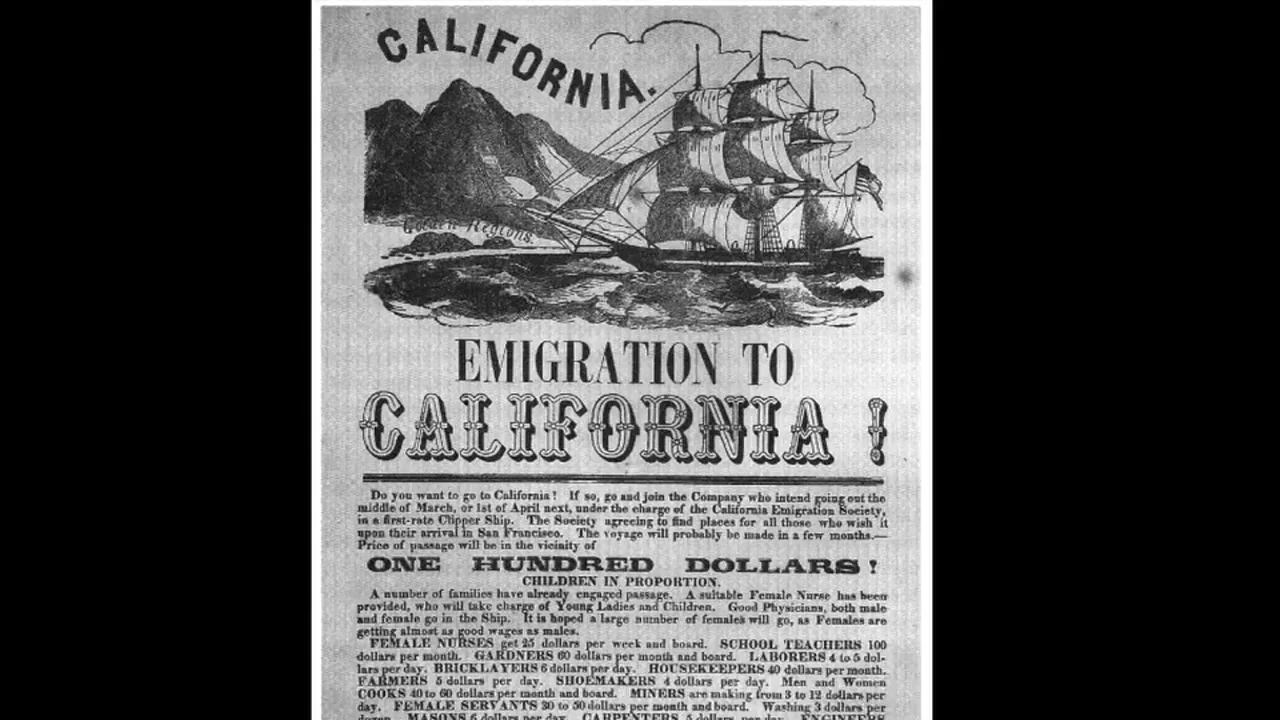 CALIFORNIA.
Golden Regions.
EMIGRATION TO
CALIFORNIA !
Do you want to go to California? If so, go and join the Company who intend going out the
middle of March, or 1st of April next, under the charge of the California Emigration Society,
in a first-rate Clipper Ship. The Society agreeing to find places for all those who wish it
upon their arrival in San Francisco. The voyage will probably be made in a few months.—
Price of passage will be in the vicinity of
ONE HUNDRED DOLLARS !
CHILDREN IN PROPORTION.
A number of families have already engaged passage. A suitable Female Nurse has been
provided, who will take charge of Young Ladies and Children. Good Physicians, both male
and female go in the Ship. It is hoped a large number of females will go, as Females are
getting almost as good wages as males.
FEMALE NURSES get 25 dollars per week and board. SCHOOL TEACHERS 100
dollars per month. GARDNERS 60 dollars per month and board. LABORERS 4 to 5 dol-
lars per day. BRICKLAYERS 6 dollars per day. HOUSEKEEPERS 40 dollars per month.
FARMERS 5 dollars per day. SHOEMAKERS 4 dollars per day. Men and Women
COOKS 40 to 60 dollars per month and board. MINERS are making from 3 to 12 dollars per
day. FEMALE SERVANTS 30 to 50 dollars per month and board. Washing 3 dollars per
dozen. MASONS 6 dollars per day. CARPENTERS 5 dollars per day. ENGINEERS